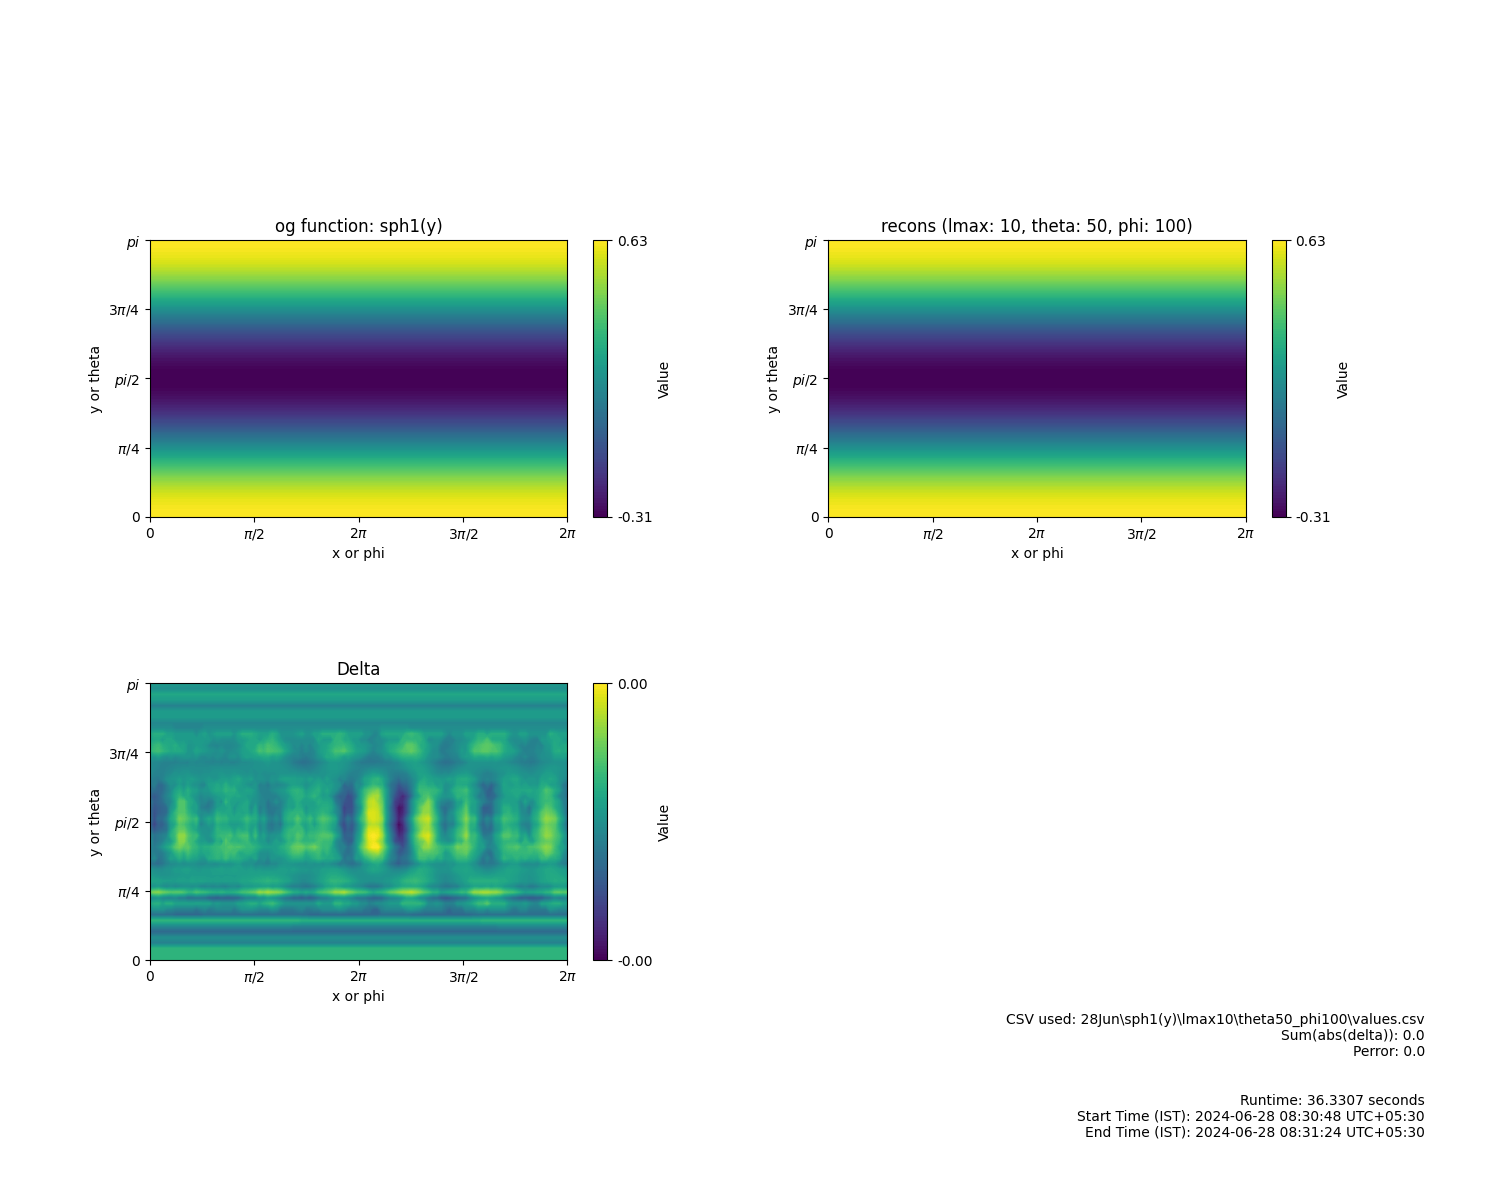 og function: sph1(y)
pi
3π/4
pi/2
π/4
0
y or theta
0
π/2
2π
3π/2
2π
x or phi
0.63
-0.31
Value
recons (lmax: 10, theta: 50, phi: 100)
pi
3π/4
pi/2
π/4
0
y or theta
0
π/2
2π
3π/2
2π
x or phi
0.63
-0.31
Value
Delta
pi
3π/4
pi/2
π/4
0
y or theta
0
π/2
2π
3π/2
2π
x or phi
0.00
-0.00
Value
CSV used: 28Jun\sph1(y)\lmax10\theta50_phi100\values.csv
Sum(abs(delta)): 0.0
Perror: 0.0
Runtime: 36.3307 seconds
Start Time (IST): 2024-06-28 08:30:48 UTC+05:30
End Time (IST): 2024-06-28 08:31:24 UTC+05:30